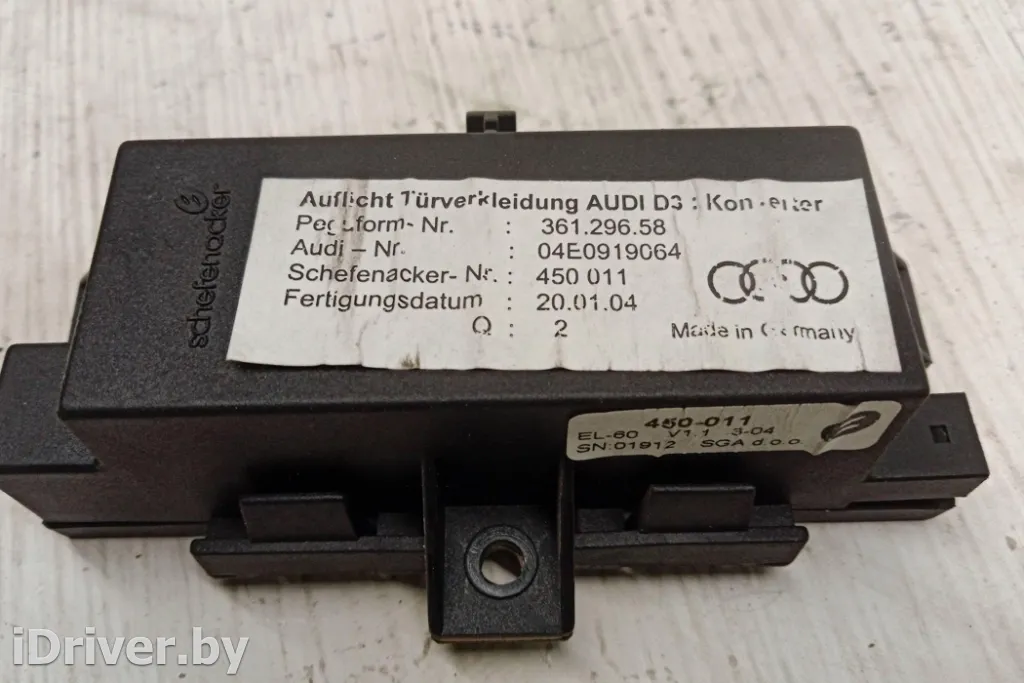 schefenacker
Auflicht Türverkleidung AUDI D3 : Konverter
Peguform- Nr. : 361.296.58
Audi – Nr. : 04E0919064
Schefenacker- Nr. : 450 011
Fertigungsdatum : 20.01.04
Q : 2
Made in Germany
450-011
EL-60 V1.1 3-04
SN:01912 SGA d.o.o.
iDriver.by